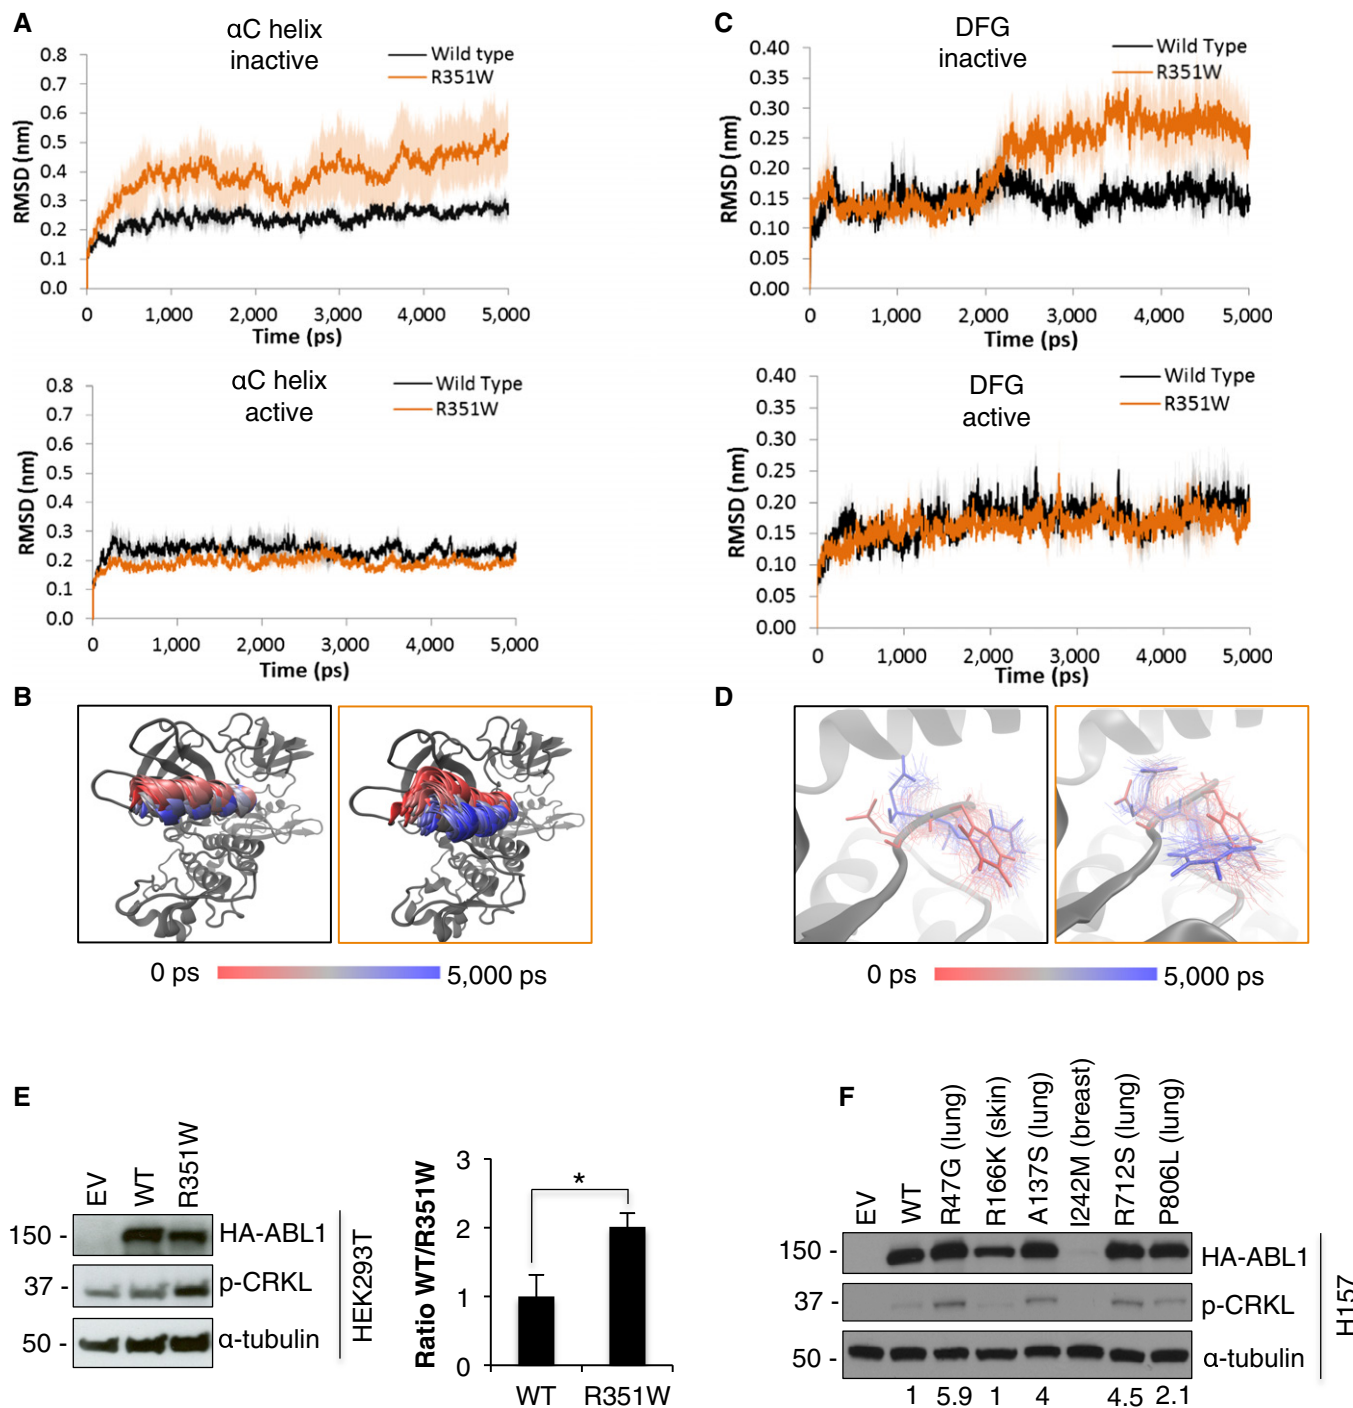 A
αC helix
inactive
Wild type
R351W
0.8
0.7
0.6
0.5
0.4
0.3
0.2
0.1
0.0
RMSD (nm)
0 1,000 2,000 3,000 4,000 5,000
Time (ps)
αC helix
active
Wild Type
R351W
0.8
0.7
0.6
0.5
0.4
0.3
0.2
0.1
0.0
RMSD (nm)
0 1,000 2,000 3,000 4,000 5,000
Time (ps)
C
DFG
inactive
Wild Type
R351W
0.40
0.35
0.30
0.25
0.20
0.15
0.10
0.05
0.00
RMSD (nm)
0 1,000 2,000 3,000 4,000 5,000
Time (ps)
DFG
active
Wild Type
R351W
0.40
0.35
0.30
0.25
0.20
0.15
0.10
0.05
0.00
RMSD (nm)
0 1,000 2,000 3,000 4,000 5,000
Time (ps)
B
0 ps 5,000 ps
D
0 ps 5,000 ps
E
EV
WT
R351W
150 - HA-ABL1
37 - p-CRKL
50 - α-tubulin
HEK293T
Ratio WT/R351W
3
2
1
0
*
WT R351W
F
EV
WT
R47G (lung)
R166K (skin)
A137S (lung)
I242M (breast)
R712S (lung)
P806L (lung)
150 - HA-ABL1
37 - p-CRKL
50 - α-tubulin
H157
1 5.9 1 4 4.5 2.1